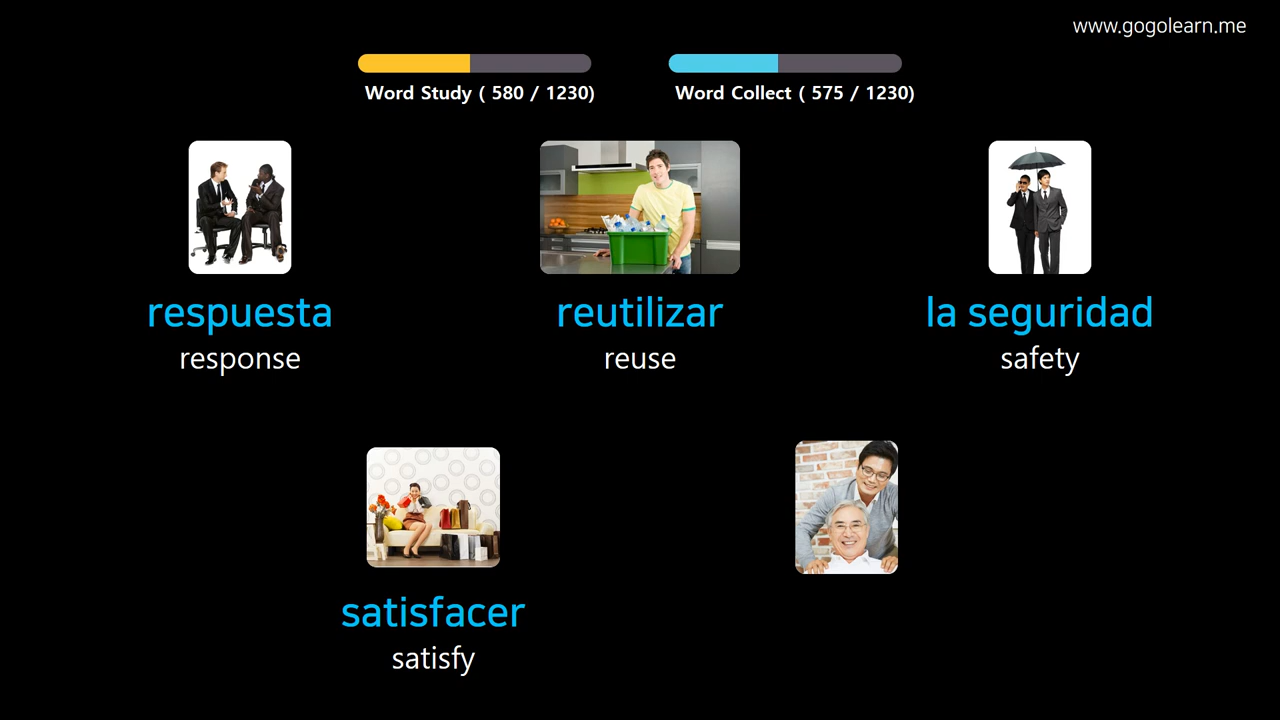 www.gogolearn.me
Word Study ( 580 / 1230)
Word Collect ( 575 / 1230)
respuesta
response
reutilizar
reuse
la seguridad
safety
satisfacer
satisfy